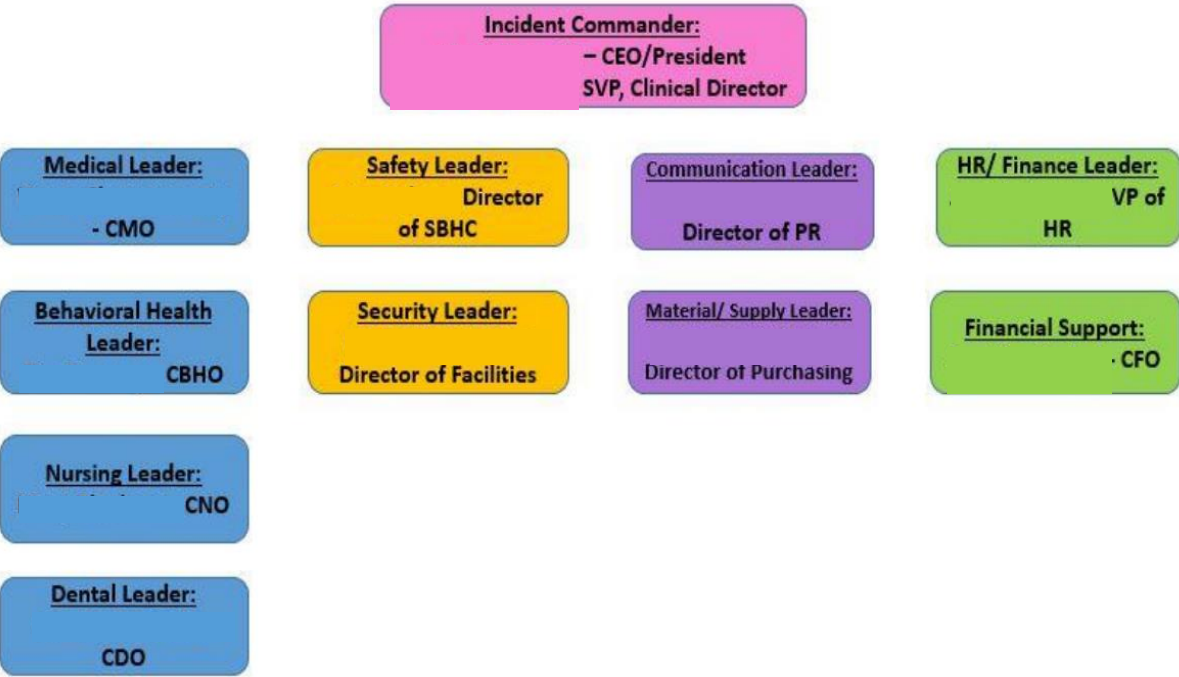 Incident Commander:
– CEO/President
SVP, Clinical Director
Medical Leader:
- CMO
Safety Leader:
Director
of SBHC
Communication Leader:
Director of PR
HR/ Finance Leader:
VP of
HR
Behavioral Health
Leader:
CBHO
Security Leader:
Director of Facilities
Material/ Supply Leader:
Director of Purchasing
Financial Support:
- CFO
Nursing Leader:
CNO
Dental Leader:
CDO